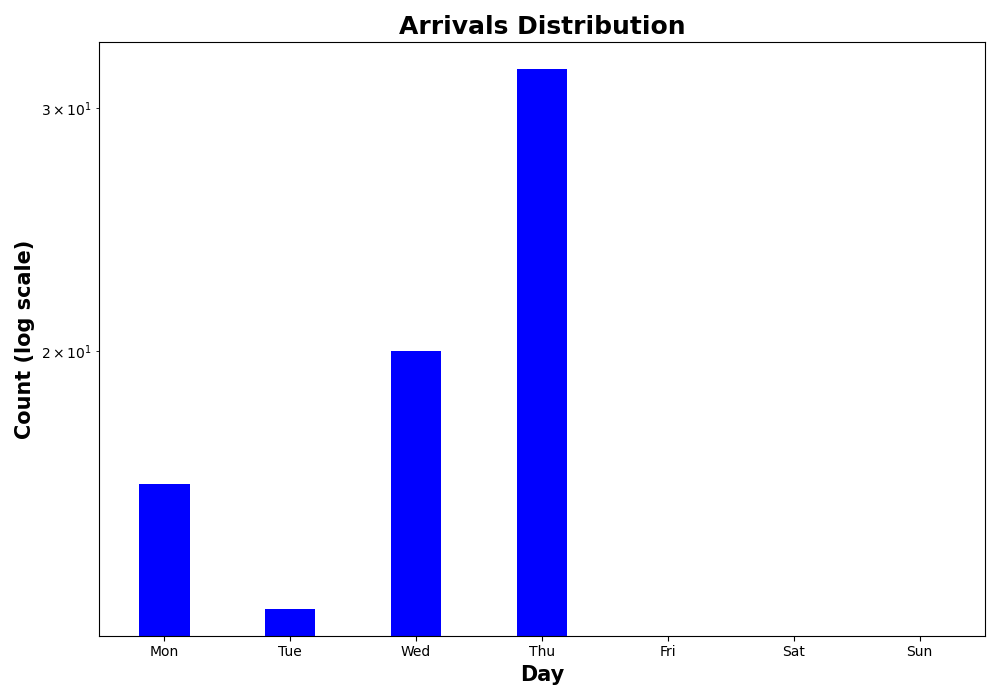 Arrivals Distribution
3 × 10¹
2 × 10¹
Count (log scale)
Mon Tue Wed Thu Fri Sat Sun
Day